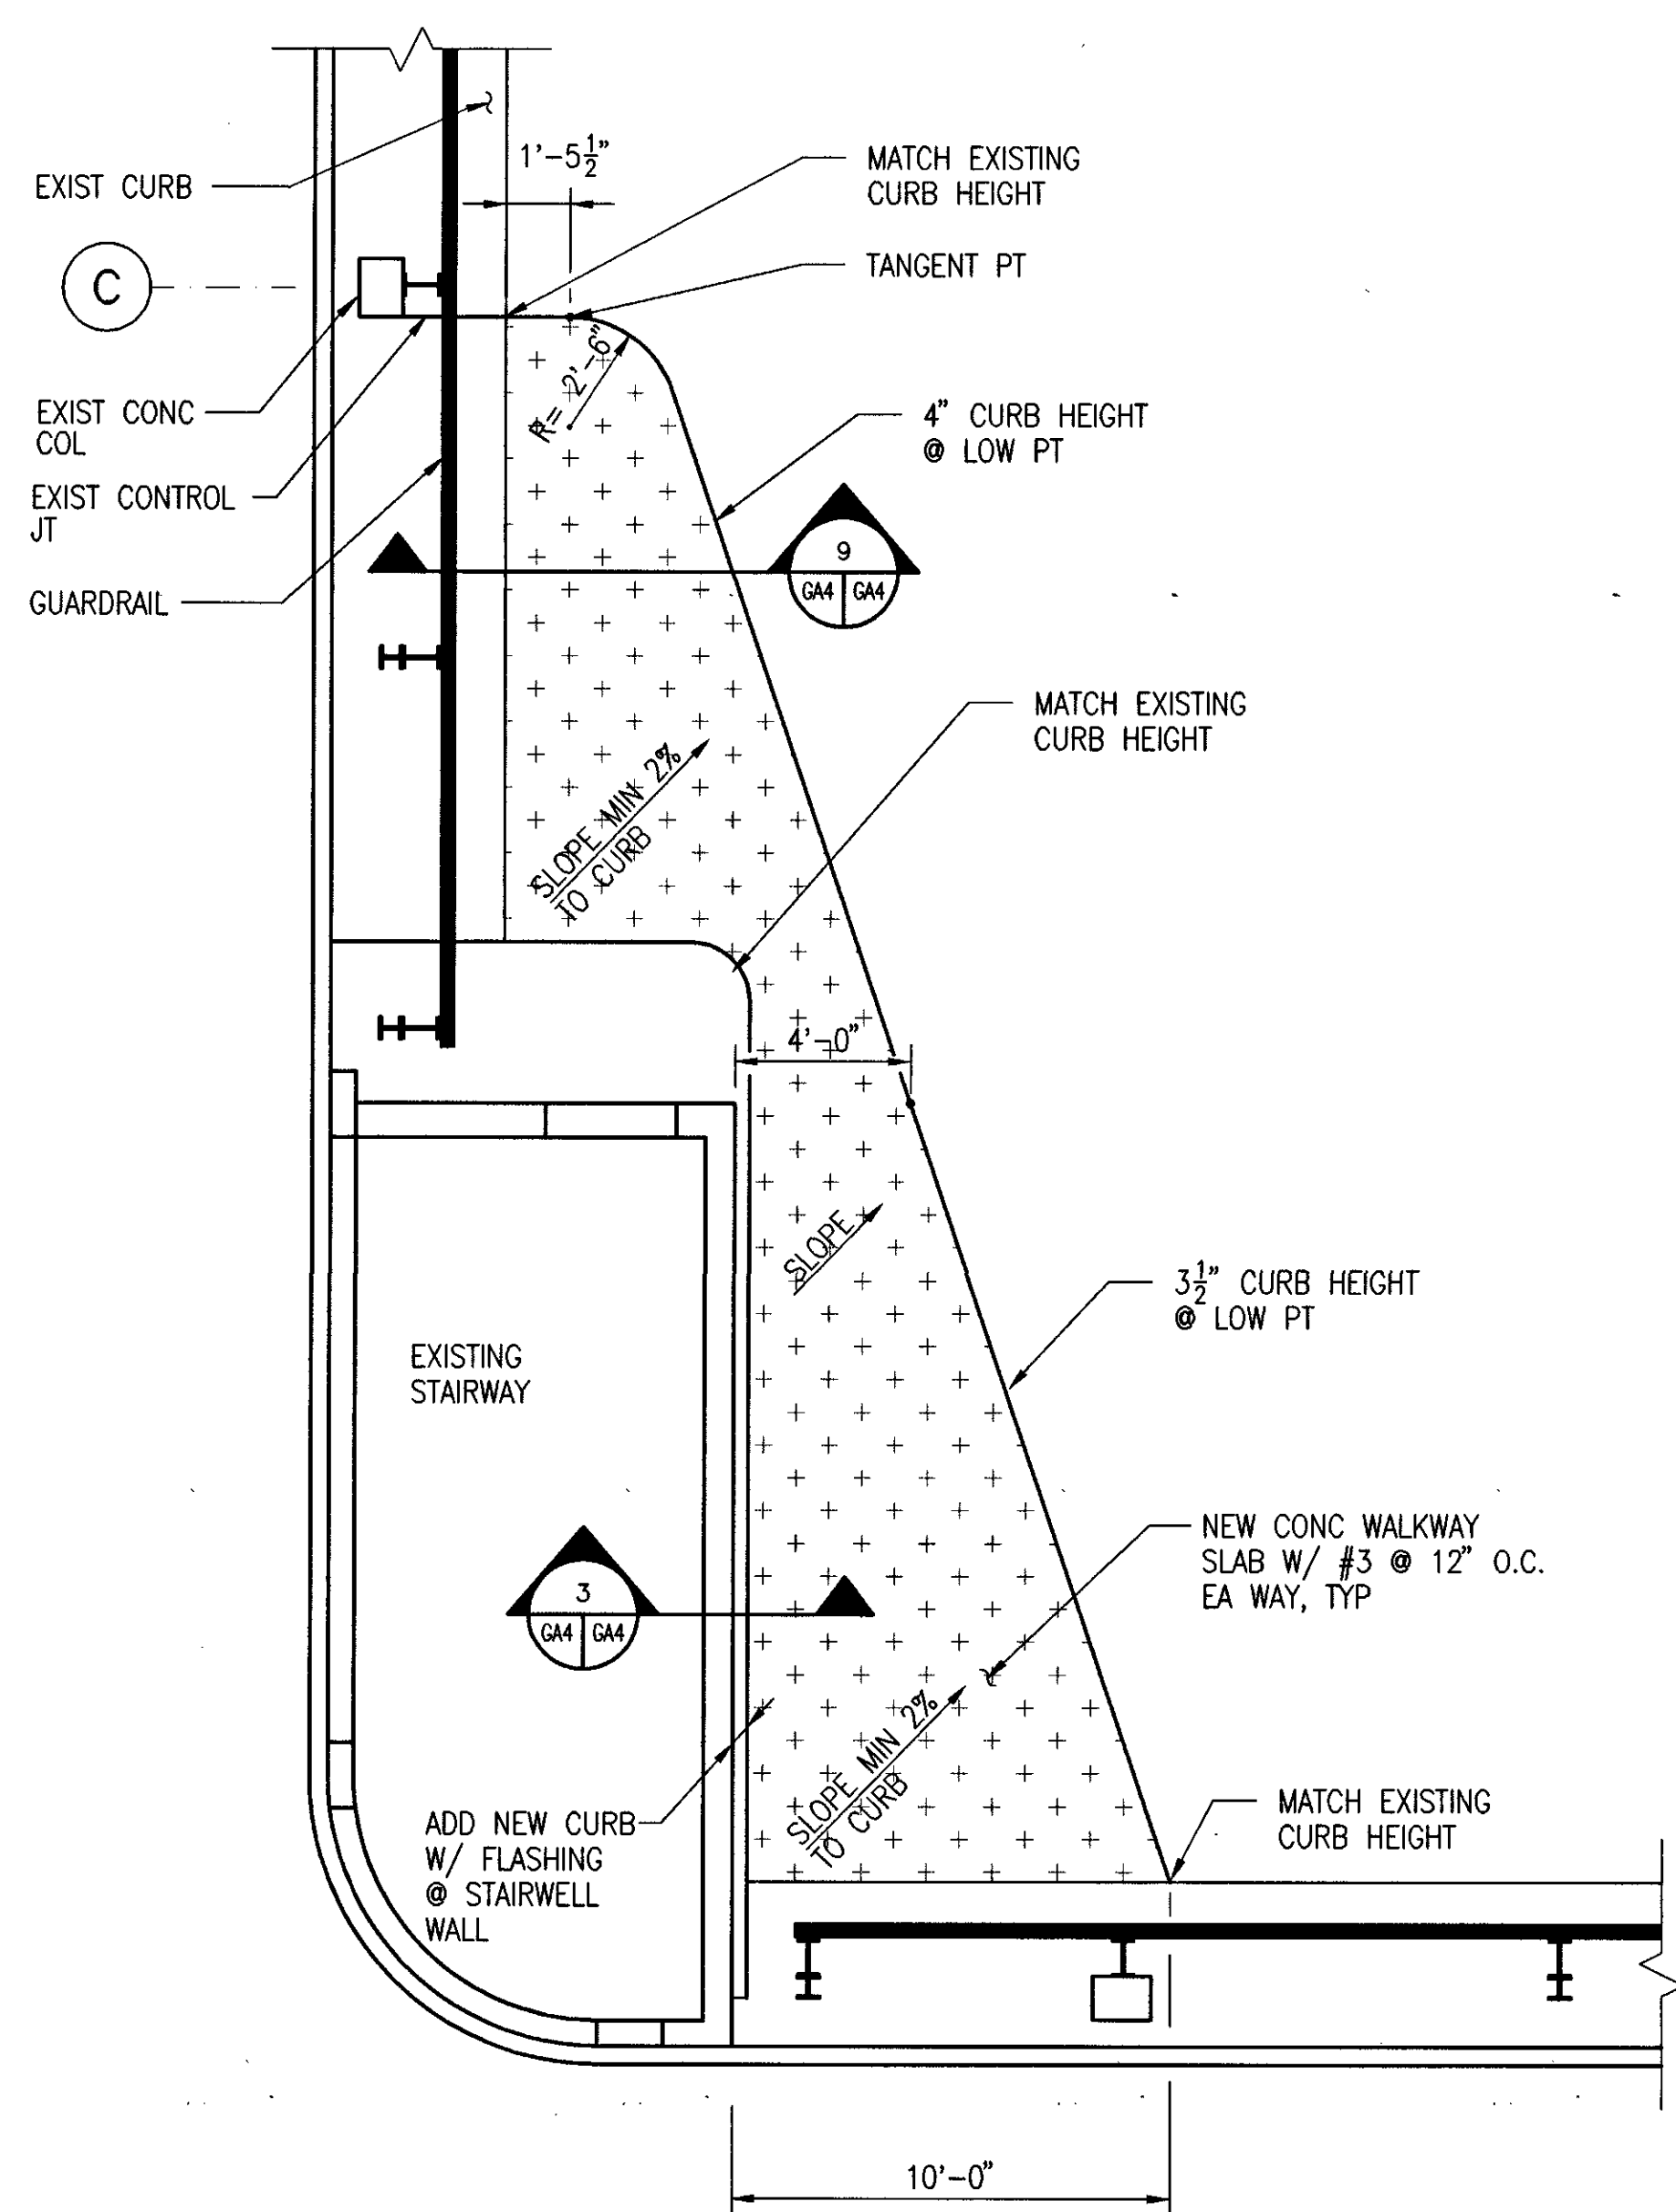 1'-5½"
MATCH EXISTING
CURB HEIGHT
EXIST CURB
TANGENT PT
C
R= 2'-6"
EXIST CONC
COL
4" CURB HEIGHT
@ LOW PT
EXIST CONTROL
JT
9
GA4 GA4
GUARDRAIL
MATCH EXISTING
CURB HEIGHT
SLOPE MIN 2%
TO CURB
4'-0"
SLOPE
3½" CURB HEIGHT
@ LOW PT
EXISTING
STAIRWAY
NEW CONC WALKWAY
SLAB W/ #3 @ 12" O.C.
EA WAY, TYP
3
GA4 GA4
SLOPE MIN 2%
TO CURB
ADD NEW CURB
W/ FLASHING
@ STAIRWELL
WALL
MATCH EXISTING
CURB HEIGHT
10'-0"